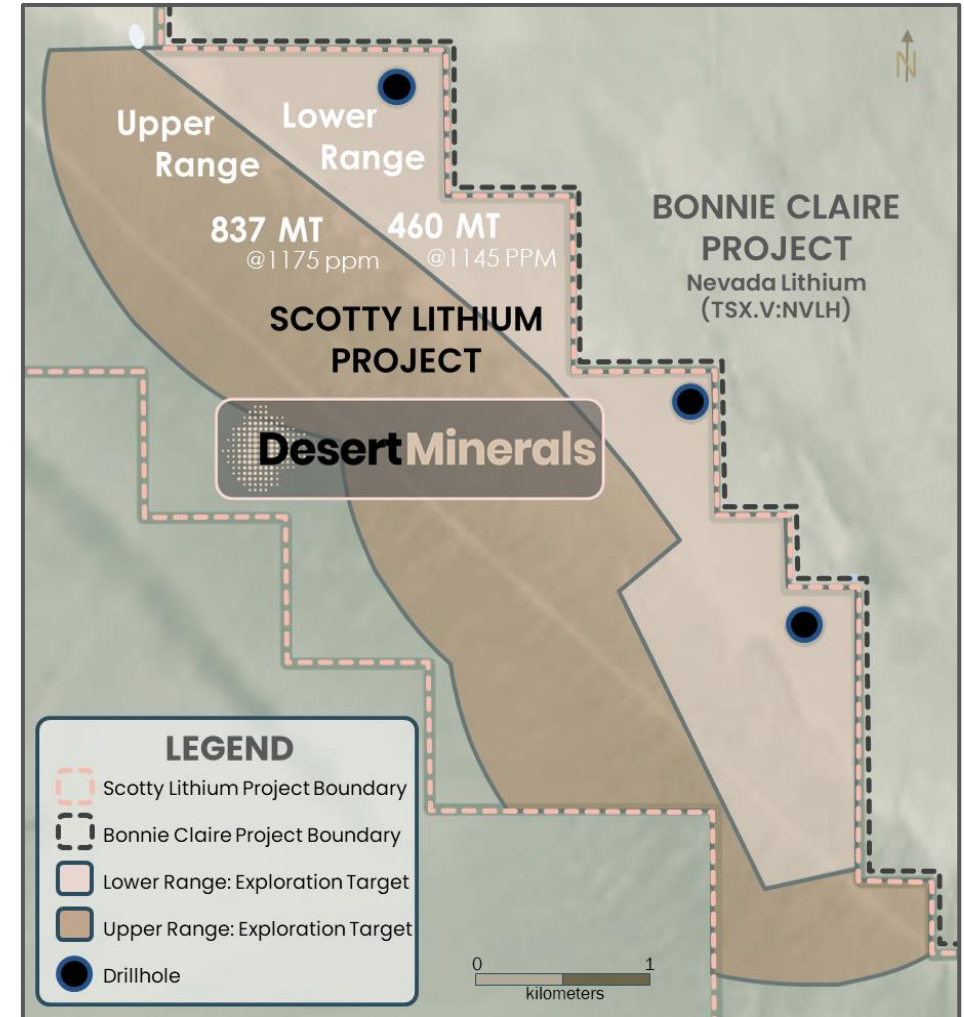 N
Upper
Range
Lower
Range
837 MT
@1175 ppm
460 MT
@1145 PPM
BONNIE CLAIRE
PROJECT
Nevada Lithium
(TSX.V:NVLH)
SCOTTY LITHIUM
PROJECT
DesertMinerals
LEGEND
Scotty Lithium Project Boundary
Bonnie Claire Project Boundary
Lower Range: Exploration Target
Upper Range: Exploration Target
Drillhole
0 1
kilometers